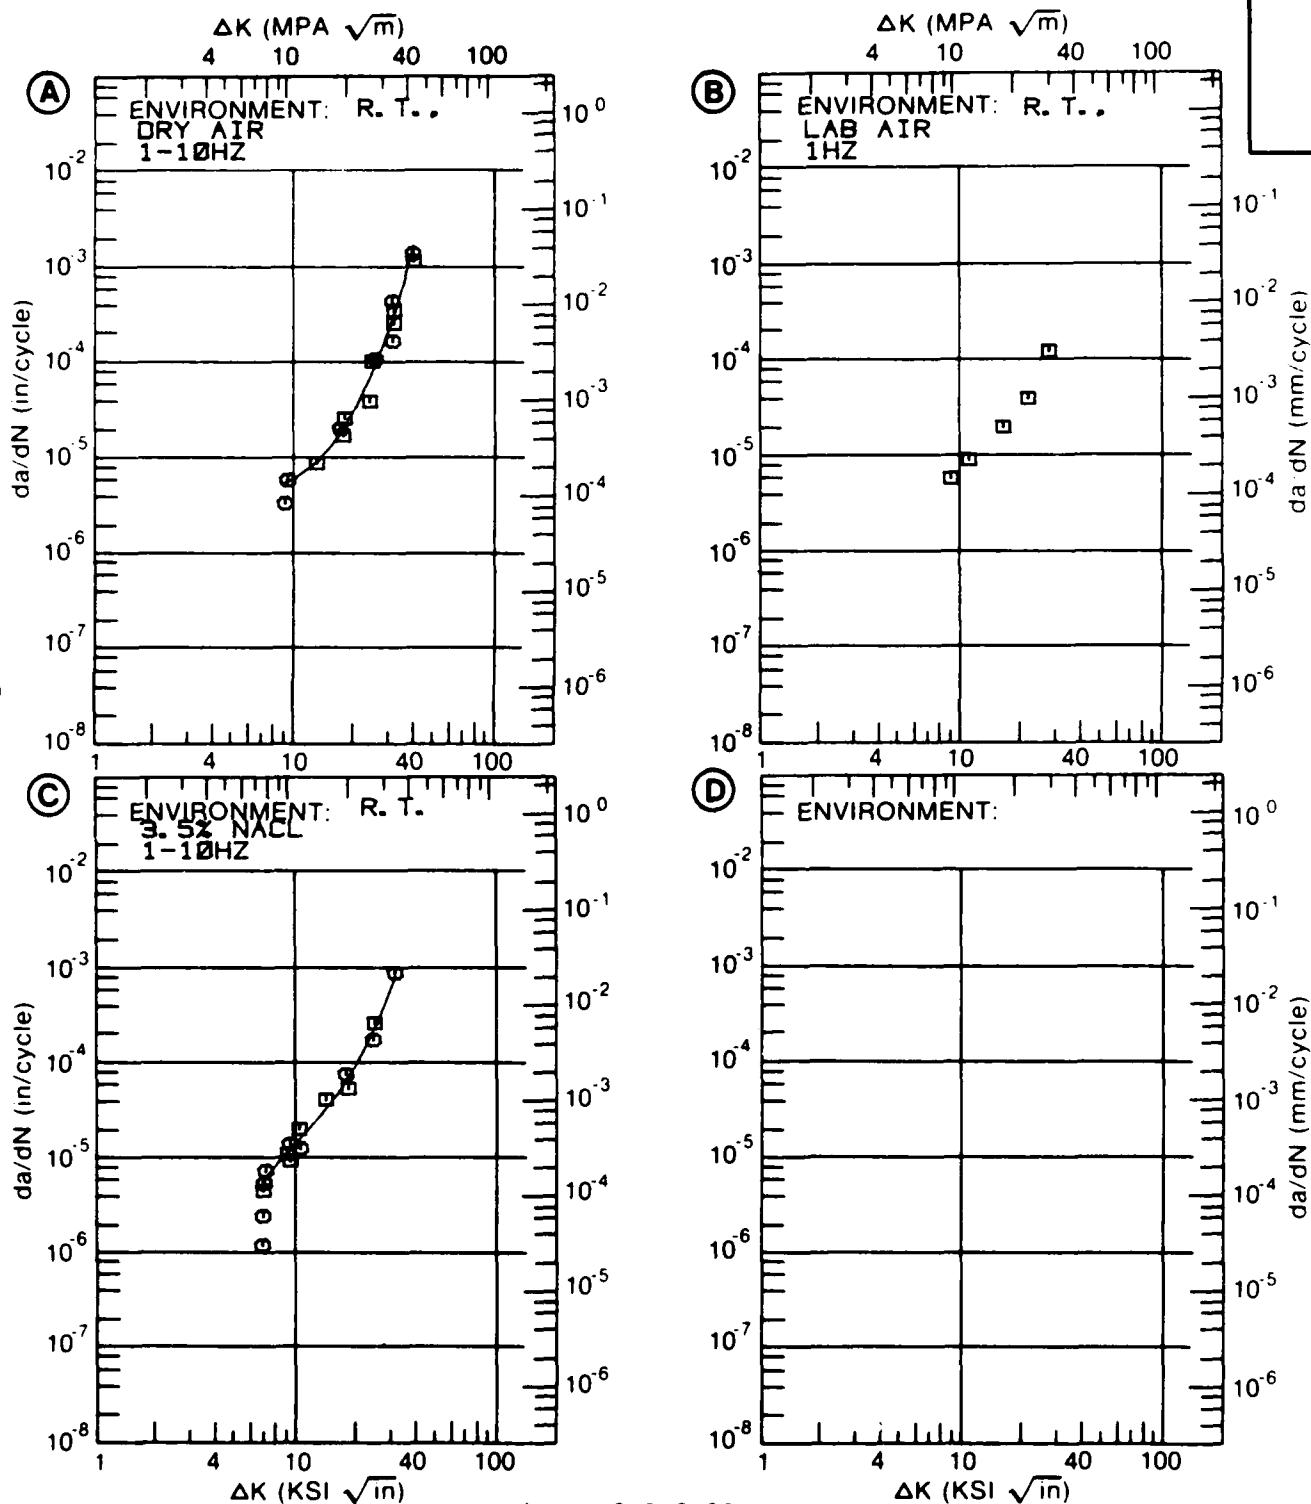 ΔK (MPA √m)
4 10 40 100
A
ENVIRONMENT: R. T.,
DRY AIR
1-10HZ
10^-2
10^-3
10^-4
10^-5
10^-6
10^-7
10^-8
da/dN (in/cycle)
10^0
10^-1
10^-2
10^-3
10^-4
10^-5
10^-6
1 4 10 40 100
ΔK (MPA √m)
4 10 40 100
B
ENVIRONMENT: R. T.,
LAB AIR
1HZ
10^-2
10^-3
10^-4
10^-5
10^-6
10^-7
10^-8
10^-1
10^-2
10^-3
10^-4
10^-5
10^-6
da dN (mm/cycle)
1 4 10 40 100
C
ENVIRONMENT: R. T.
3.5% NACL
1-10HZ
10^-2
10^-3
10^-4
10^-5
10^-6
10^-7
10^-8
da/dN (in/cycle)
10^0
10^-1
10^-2
10^-3
10^-4
10^-5
10^-6
1 4 10 40 100
ΔK (KSI √in)
D
ENVIRONMENT:
10^-2
10^-3
10^-4
10^-5
10^-6
10^-7
10^-8
10^0
10^-1
10^-2
10^-3
10^-4
10^-5
10^-6
da/dN (mm/cycle)
1 4 10 40 100
ΔK (KSI √in)